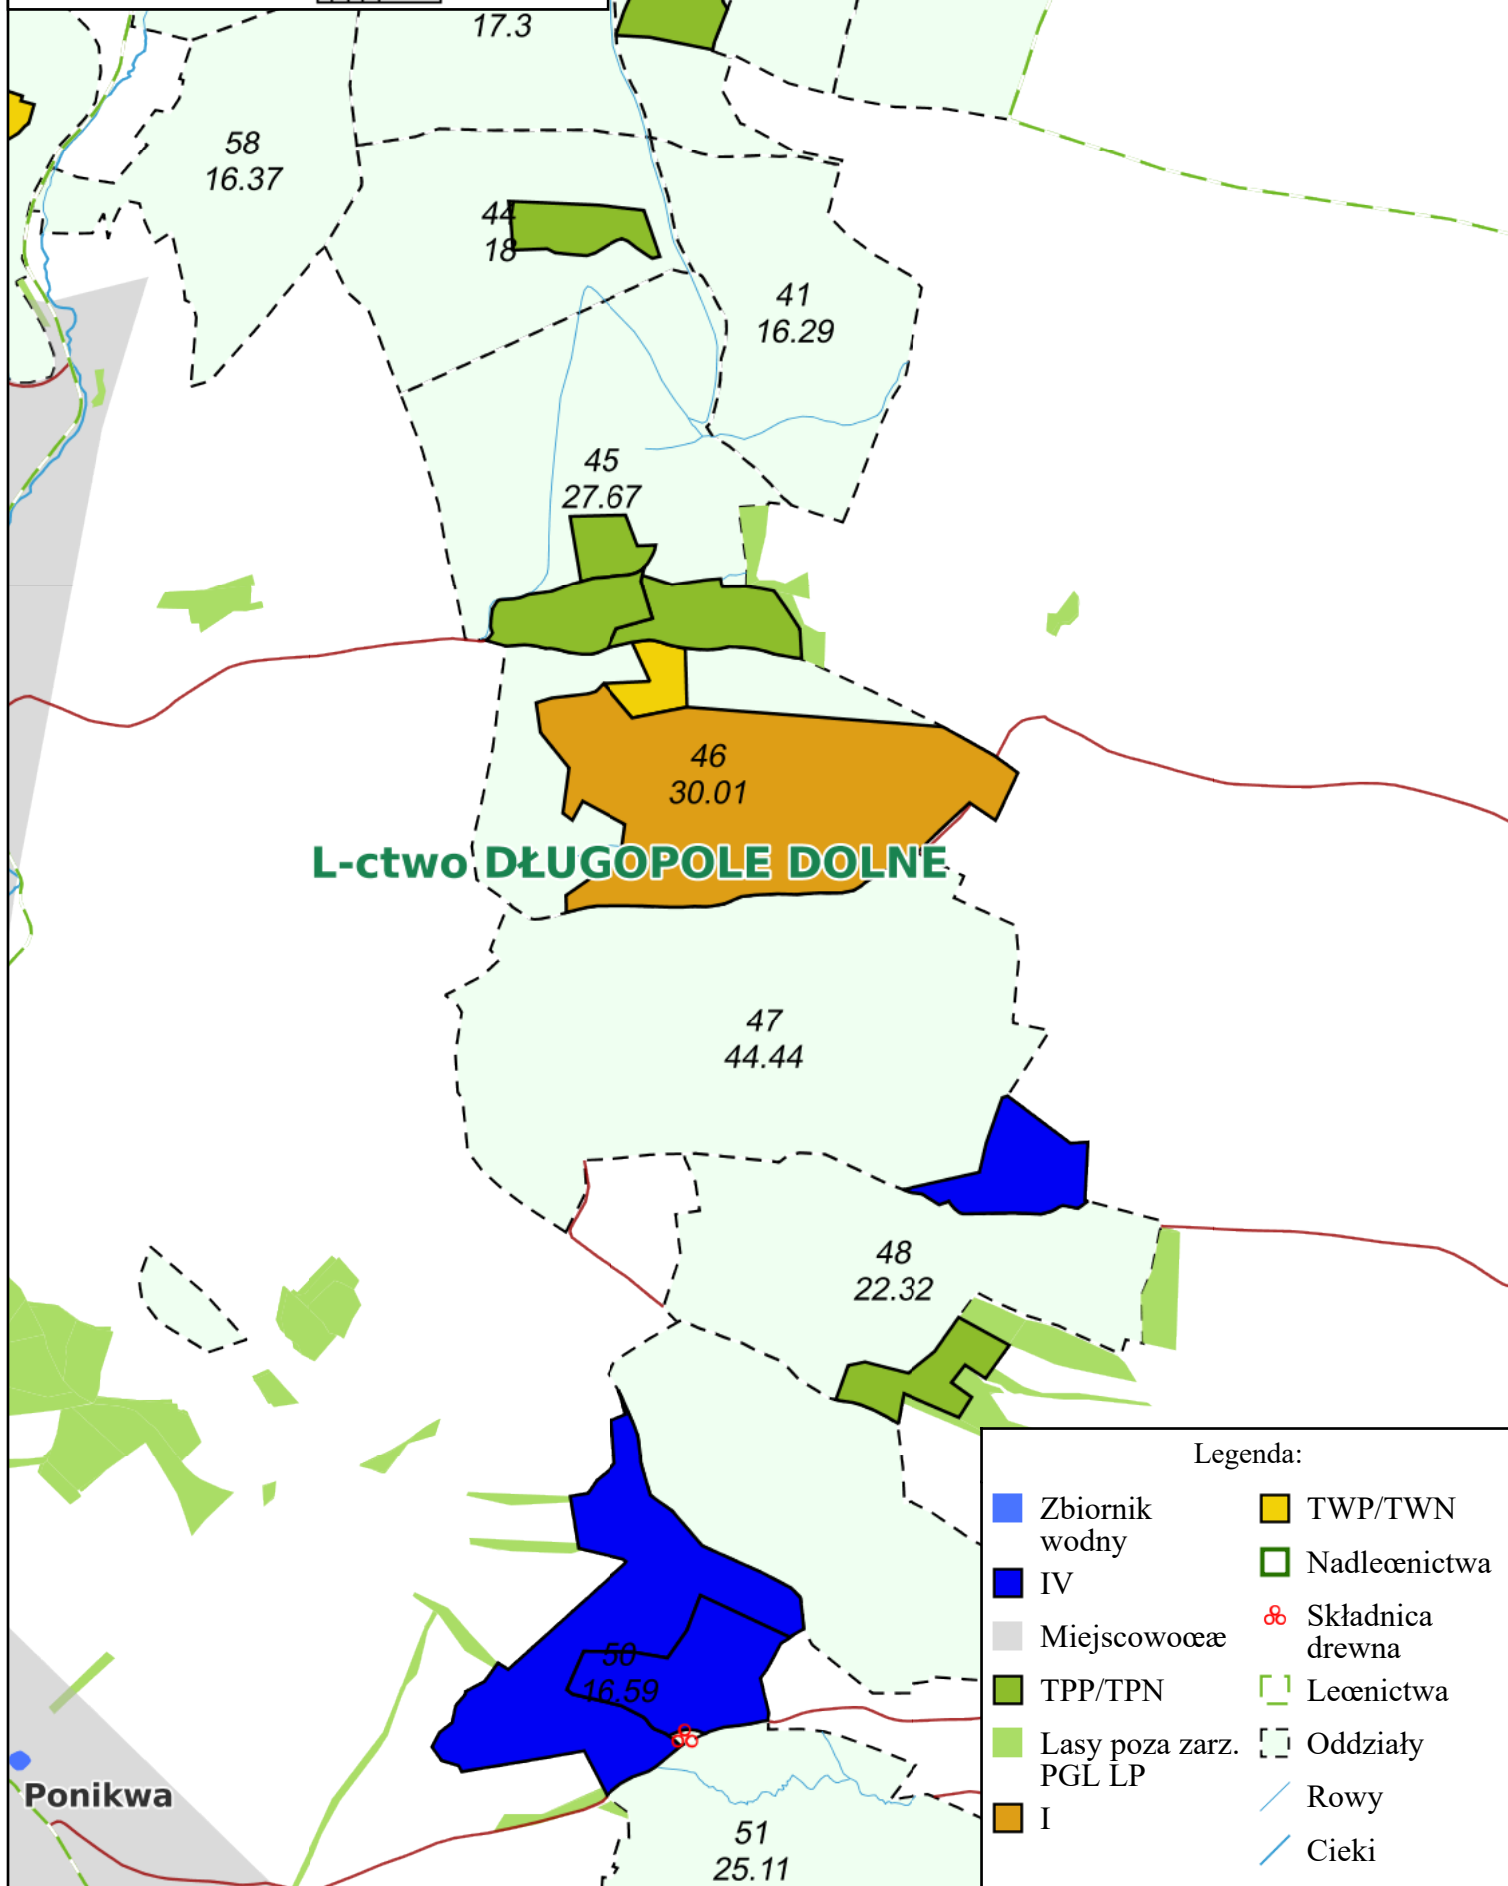 17.3
58
16.37
44
18
41
16.29
45
27.67
46
30.01
L-ctwo DŁUGOPOLE DOLNE
47
44.44
48
22.32
50
16.59
Ponikwa
51
25.11
Legenda:
Zbiornik
wodny
IV
Miejscowoœæ
TPP/TPN
Lasy poza zarz.
PGL LP
I
TWP/TWN
Nadleœnictwa
Składnica
drewna
Leœnictwa
Oddziały
Rowy
Cieki